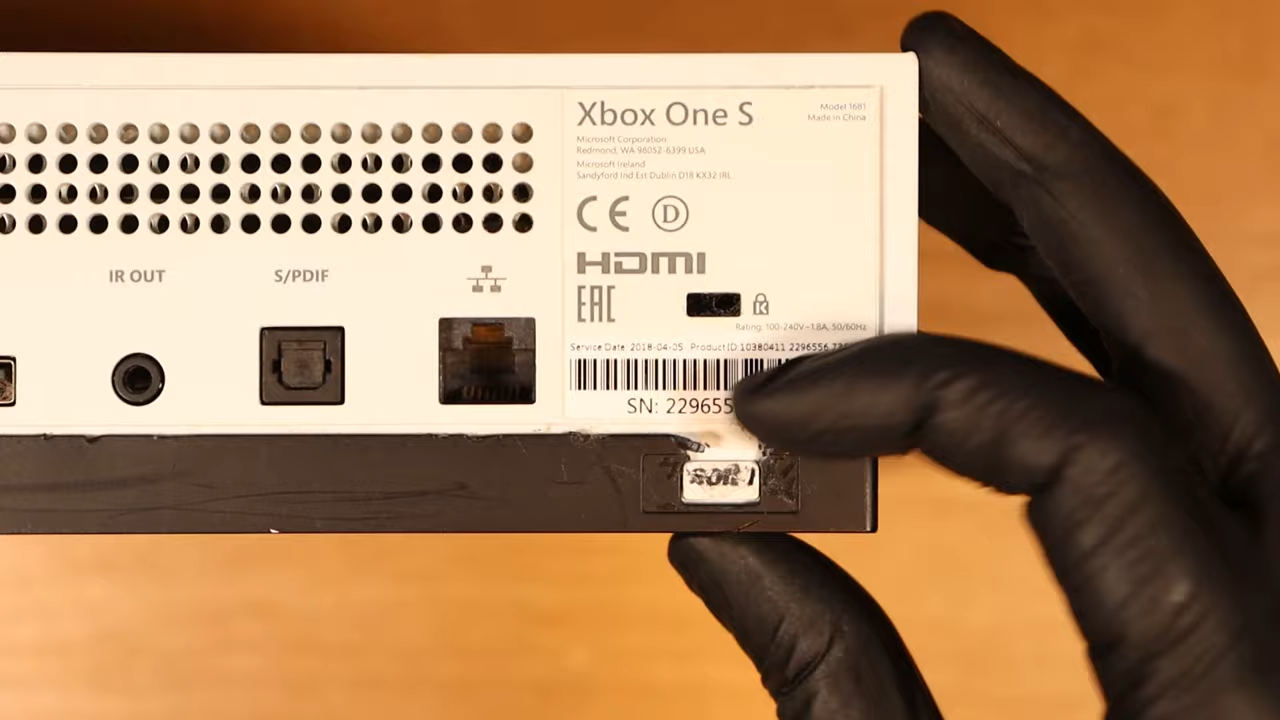 Xbox One S
Model 1681
Made in China
Microsoft Corporation
Redmond, WA 98052-6399 USA
Microsoft Ireland
Sandyford Ind Est Dublin D18 KX32 IRL
CE D
HDMI
EAC
K
IR OUT S/PDIF
Rating: 100-240V~1.8A, 50/60Hz
Service Date: 2018-04-05 Product ID:10380411 2296556
SN: 229655